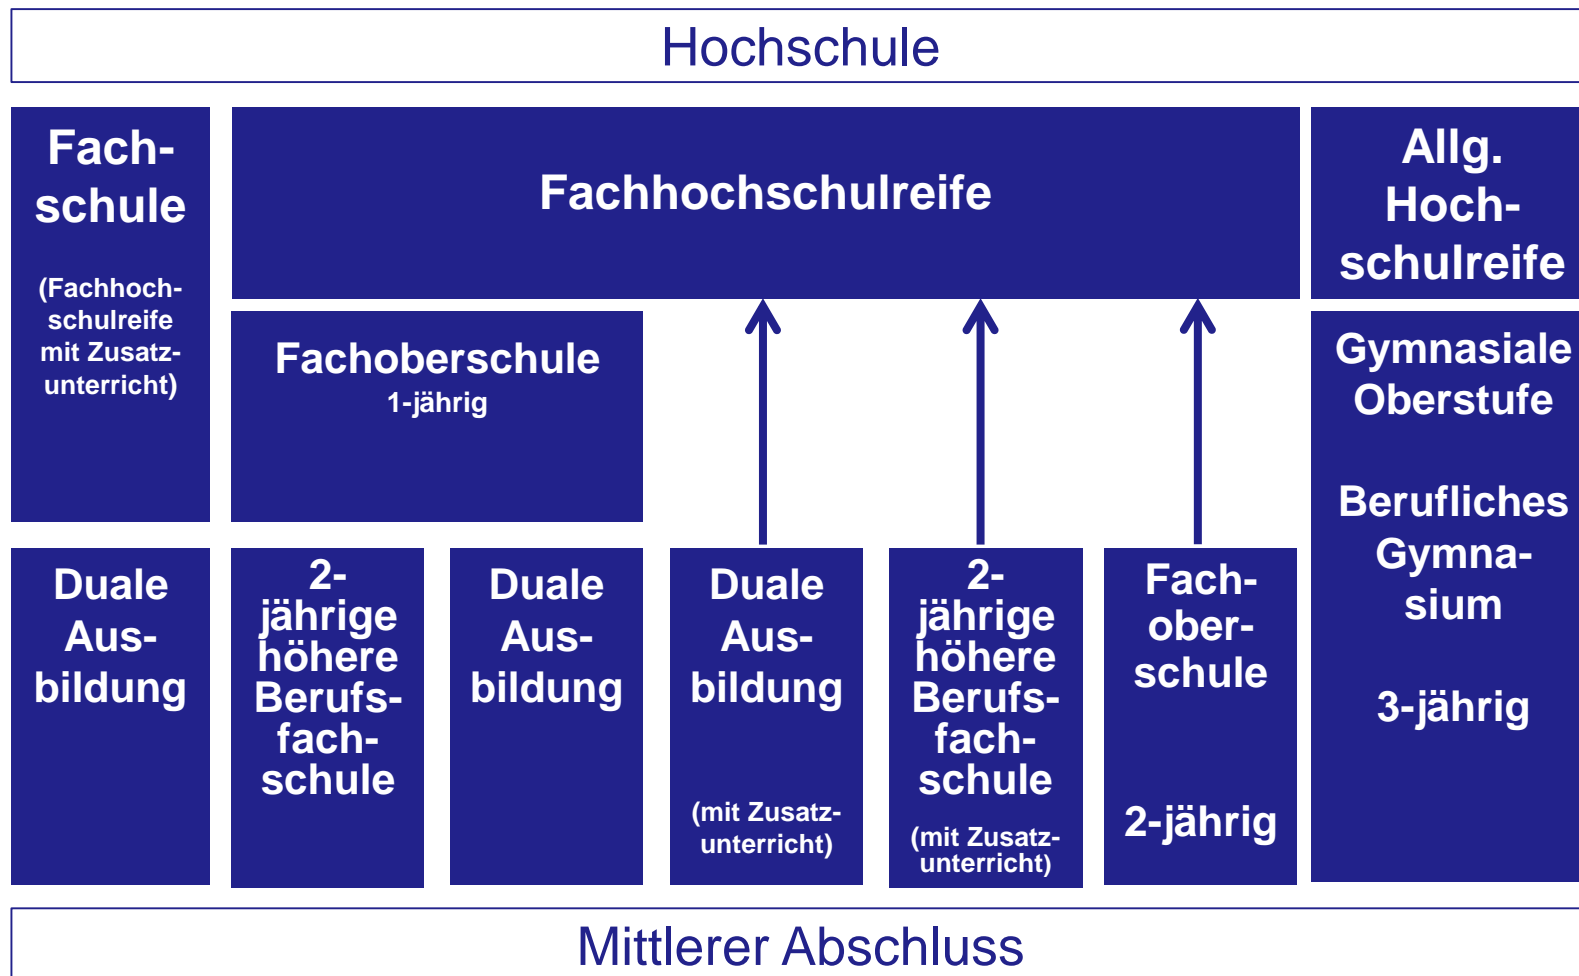 Hochschule
Fach-
schule
(Fachhoch-
schulreife
mit Zusatz-
unterricht)
Fachhochschulreife
Allg.
Hoch-
schulreife
Fachoberschule
1-jährig
Gymnasiale
Oberstufe
Berufliches
Gymna-
sium
3-jährig
Duale
Aus-
bildung
2-
jährige
höhere
Berufs-
fach-
schule
Duale
Aus-
bildung
Duale
Aus-
bildung
(mit Zusatz-
unterricht)
2-
jährige
höhere
Berufs-
fach-
schule
(mit Zusatz-
unterricht)
Fach-
ober-
schule
2-jährig
Mittlerer Abschluss